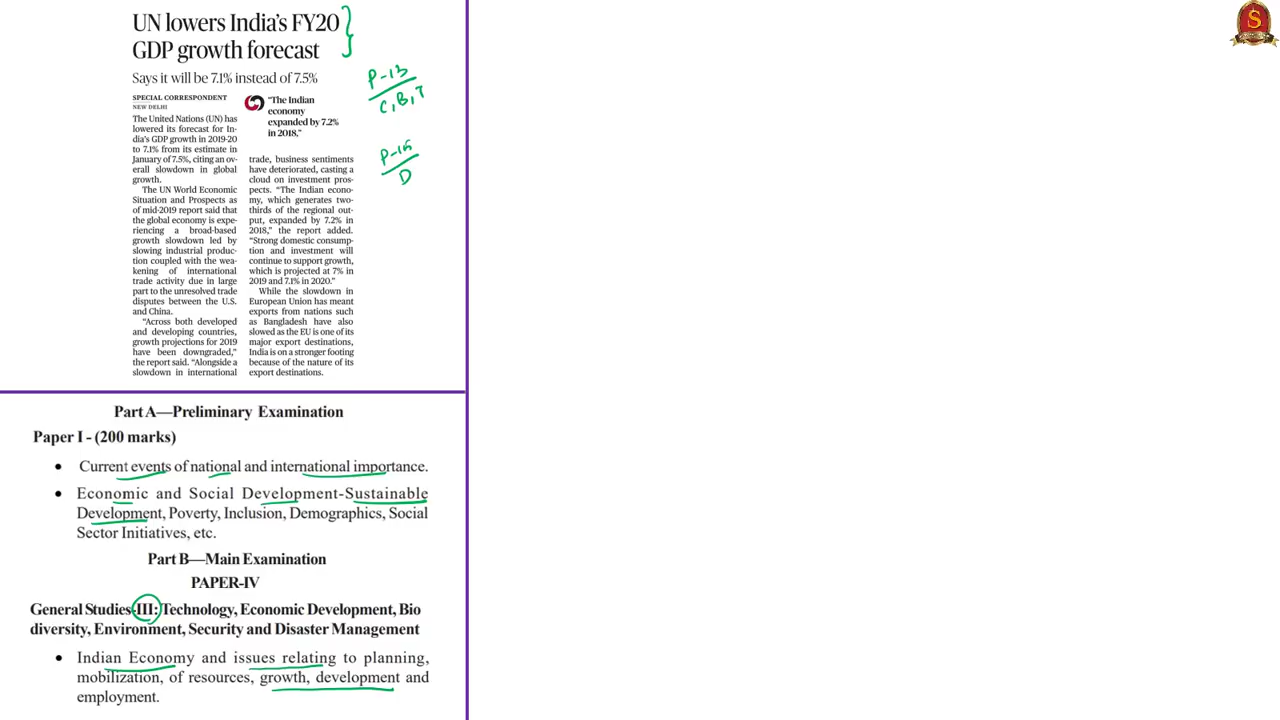 UN lowers India's FY20
GDP growth forecast
Says it will be 7.1% instead of 7.5%
SPECIAL CORRESPONDENT
NEW DELHI
The United Nations (UN) has
lowered its forecast for In-
dia's GDP growth in 2019-20
to 7.1% from its estimate in
January of 7.5%, citing an ov-
erall slowdown in global
growth.
The UN World Economic
Situation and Prospects as
of mid-2019 report said that
the global economy is expe-
riencing a broad-based
growth slowdown led by
slowing industrial produc-
tion coupled with the wea-
kening of international
trade activity due in large
part to the unresolved trade
disputes between the U.S.
and China.
"Across both developed
and developing countries,
growth projections for 2019
have been downgraded,"
the report said. "Alongside a
slowdown in international
"The Indian
economy
expanded by 7.2%
in 2018."
trade, business sentiments
have deteriorated, casting a
cloud on investment pros-
pects. "The Indian econo-
my, which generates two-
thirds of the regional out-
put, expanded by 7.2% in
2018," the report added.
"Strong domestic consump-
tion and investment will
continue to support growth,
which is projected at 7% in
2019 and 7.1% in 2020."
While the slowdown in
European Union has meant
exports from nations such
as Bangladesh have also
slowed as the EU is one of its
major export destinations,
India is on a stronger footing
because of the nature of its
export destinations.
P-13
C, B, T
P-15
D
Part A—Preliminary Examination
Paper I - (200 marks)
• Current events of national and international importance.
• Economic and Social Development-Sustainable
Development, Poverty, Inclusion, Demographics, Social
Sector Initiatives, etc.
Part B—Main Examination
PAPER-IV
General Studies-III: Technology, Economic Development, Bio
diversity, Environment, Security and Disaster Management
• Indian Economy and issues relating to planning,
mobilization, of resources, growth, development and
employment.